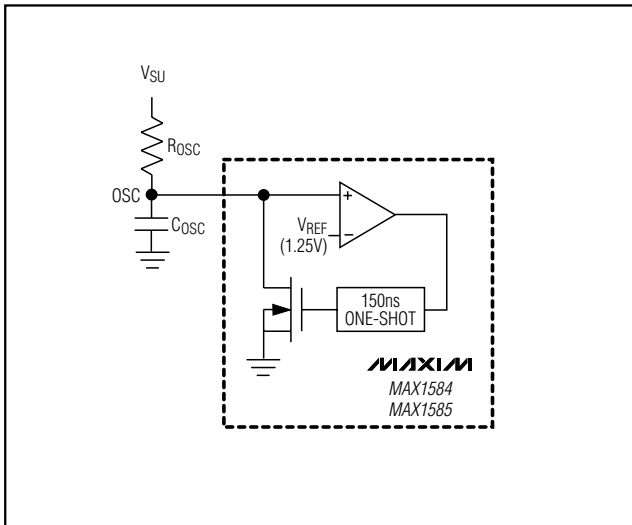 VSU
ROSC
OSC
COSC
+
VREF
(1.25V)
−
150ns
ONE-SHOT
MAXIM
MAX1584
MAX1585